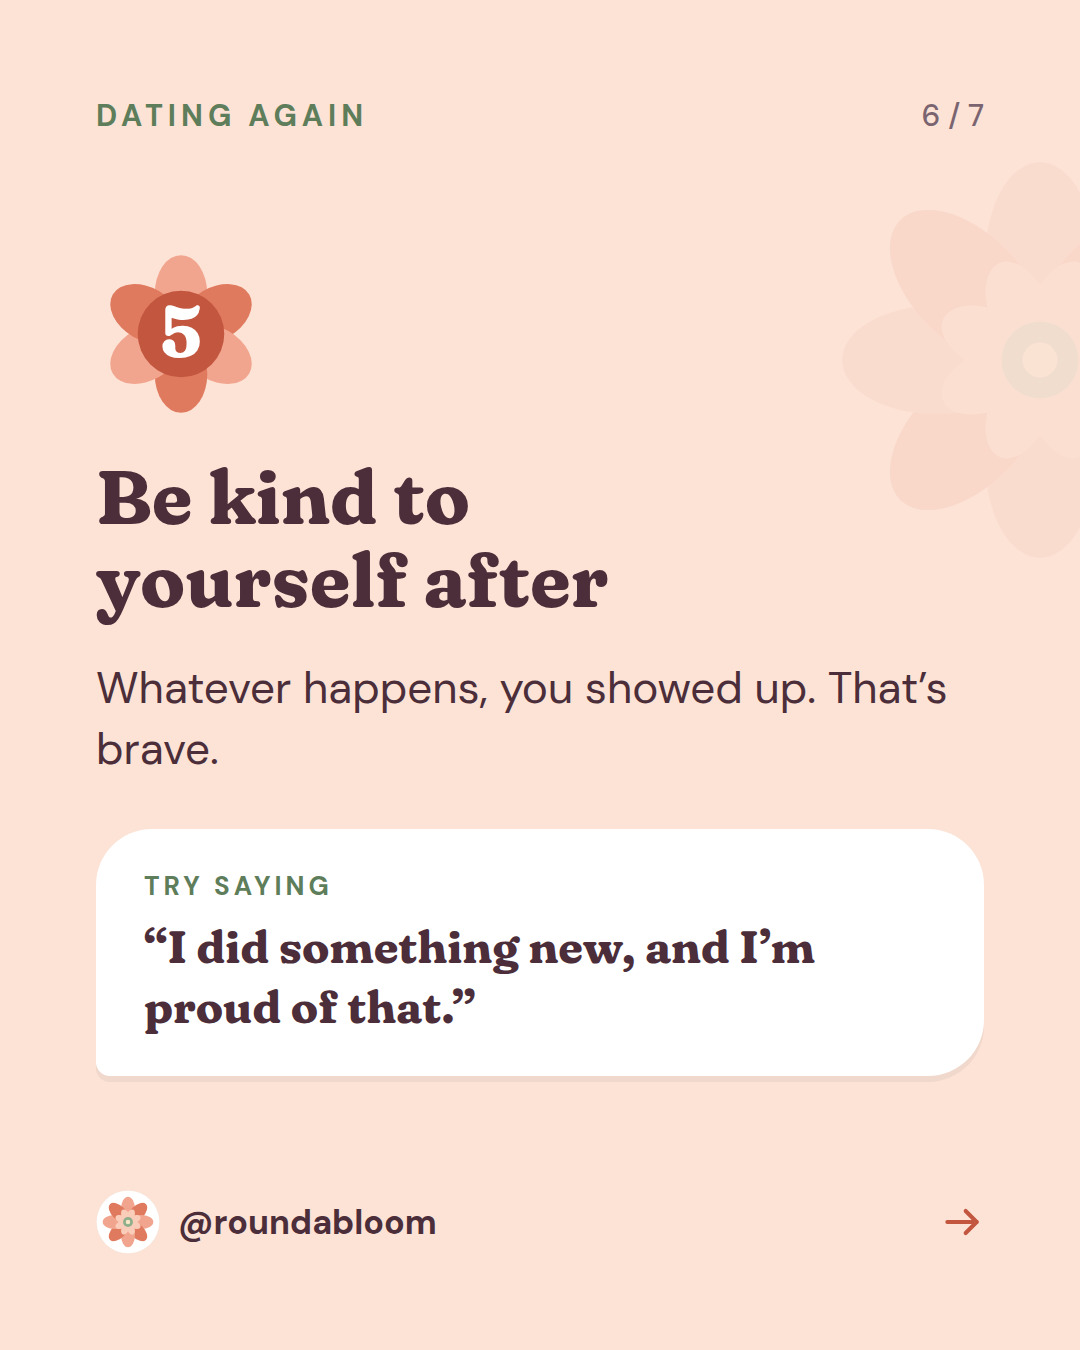 DATING AGAIN
6 / 7
5
Be kind to
yourself after
Whatever happens, you showed up. That’s
brave.
TRY SAYING
“I did something new, and I’m
proud of that.”
@roundabloom